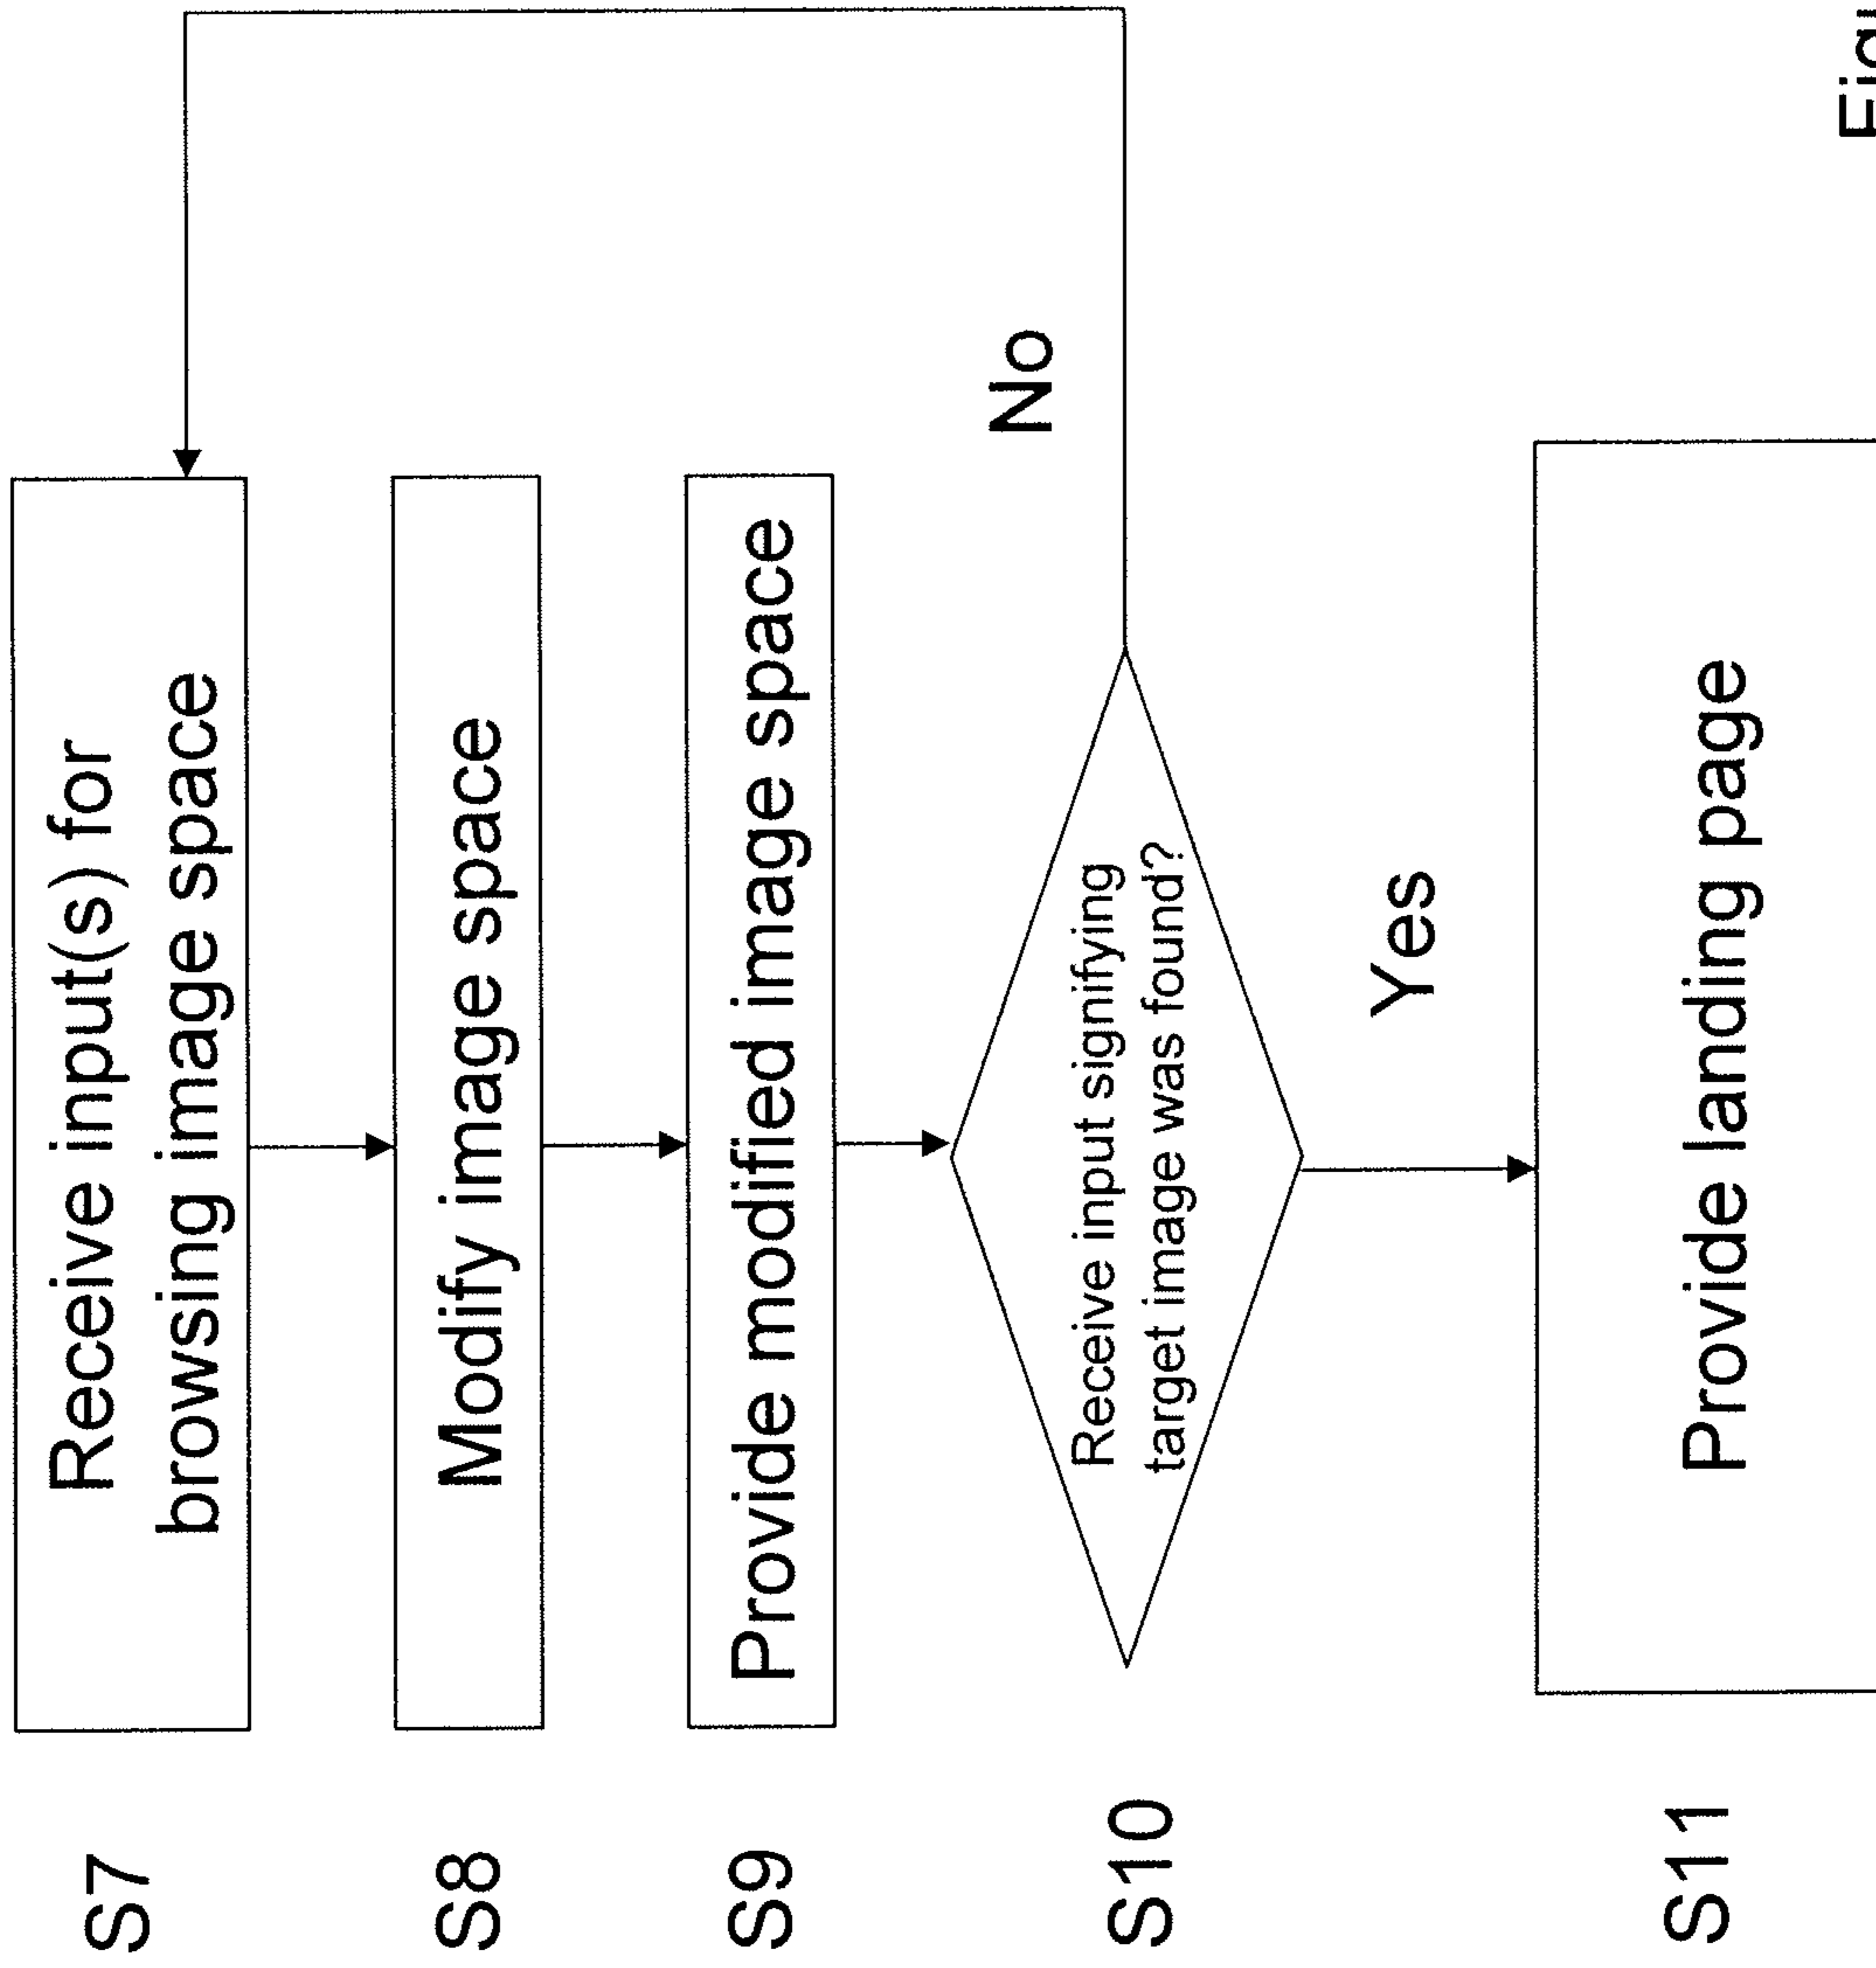 S7
Receive input(s) for
browsing image space
S8
Modify image space
S9
Provide modified image space
S10
Receive input signifying
target image was found?
No
Yes
S11
Provide landing page